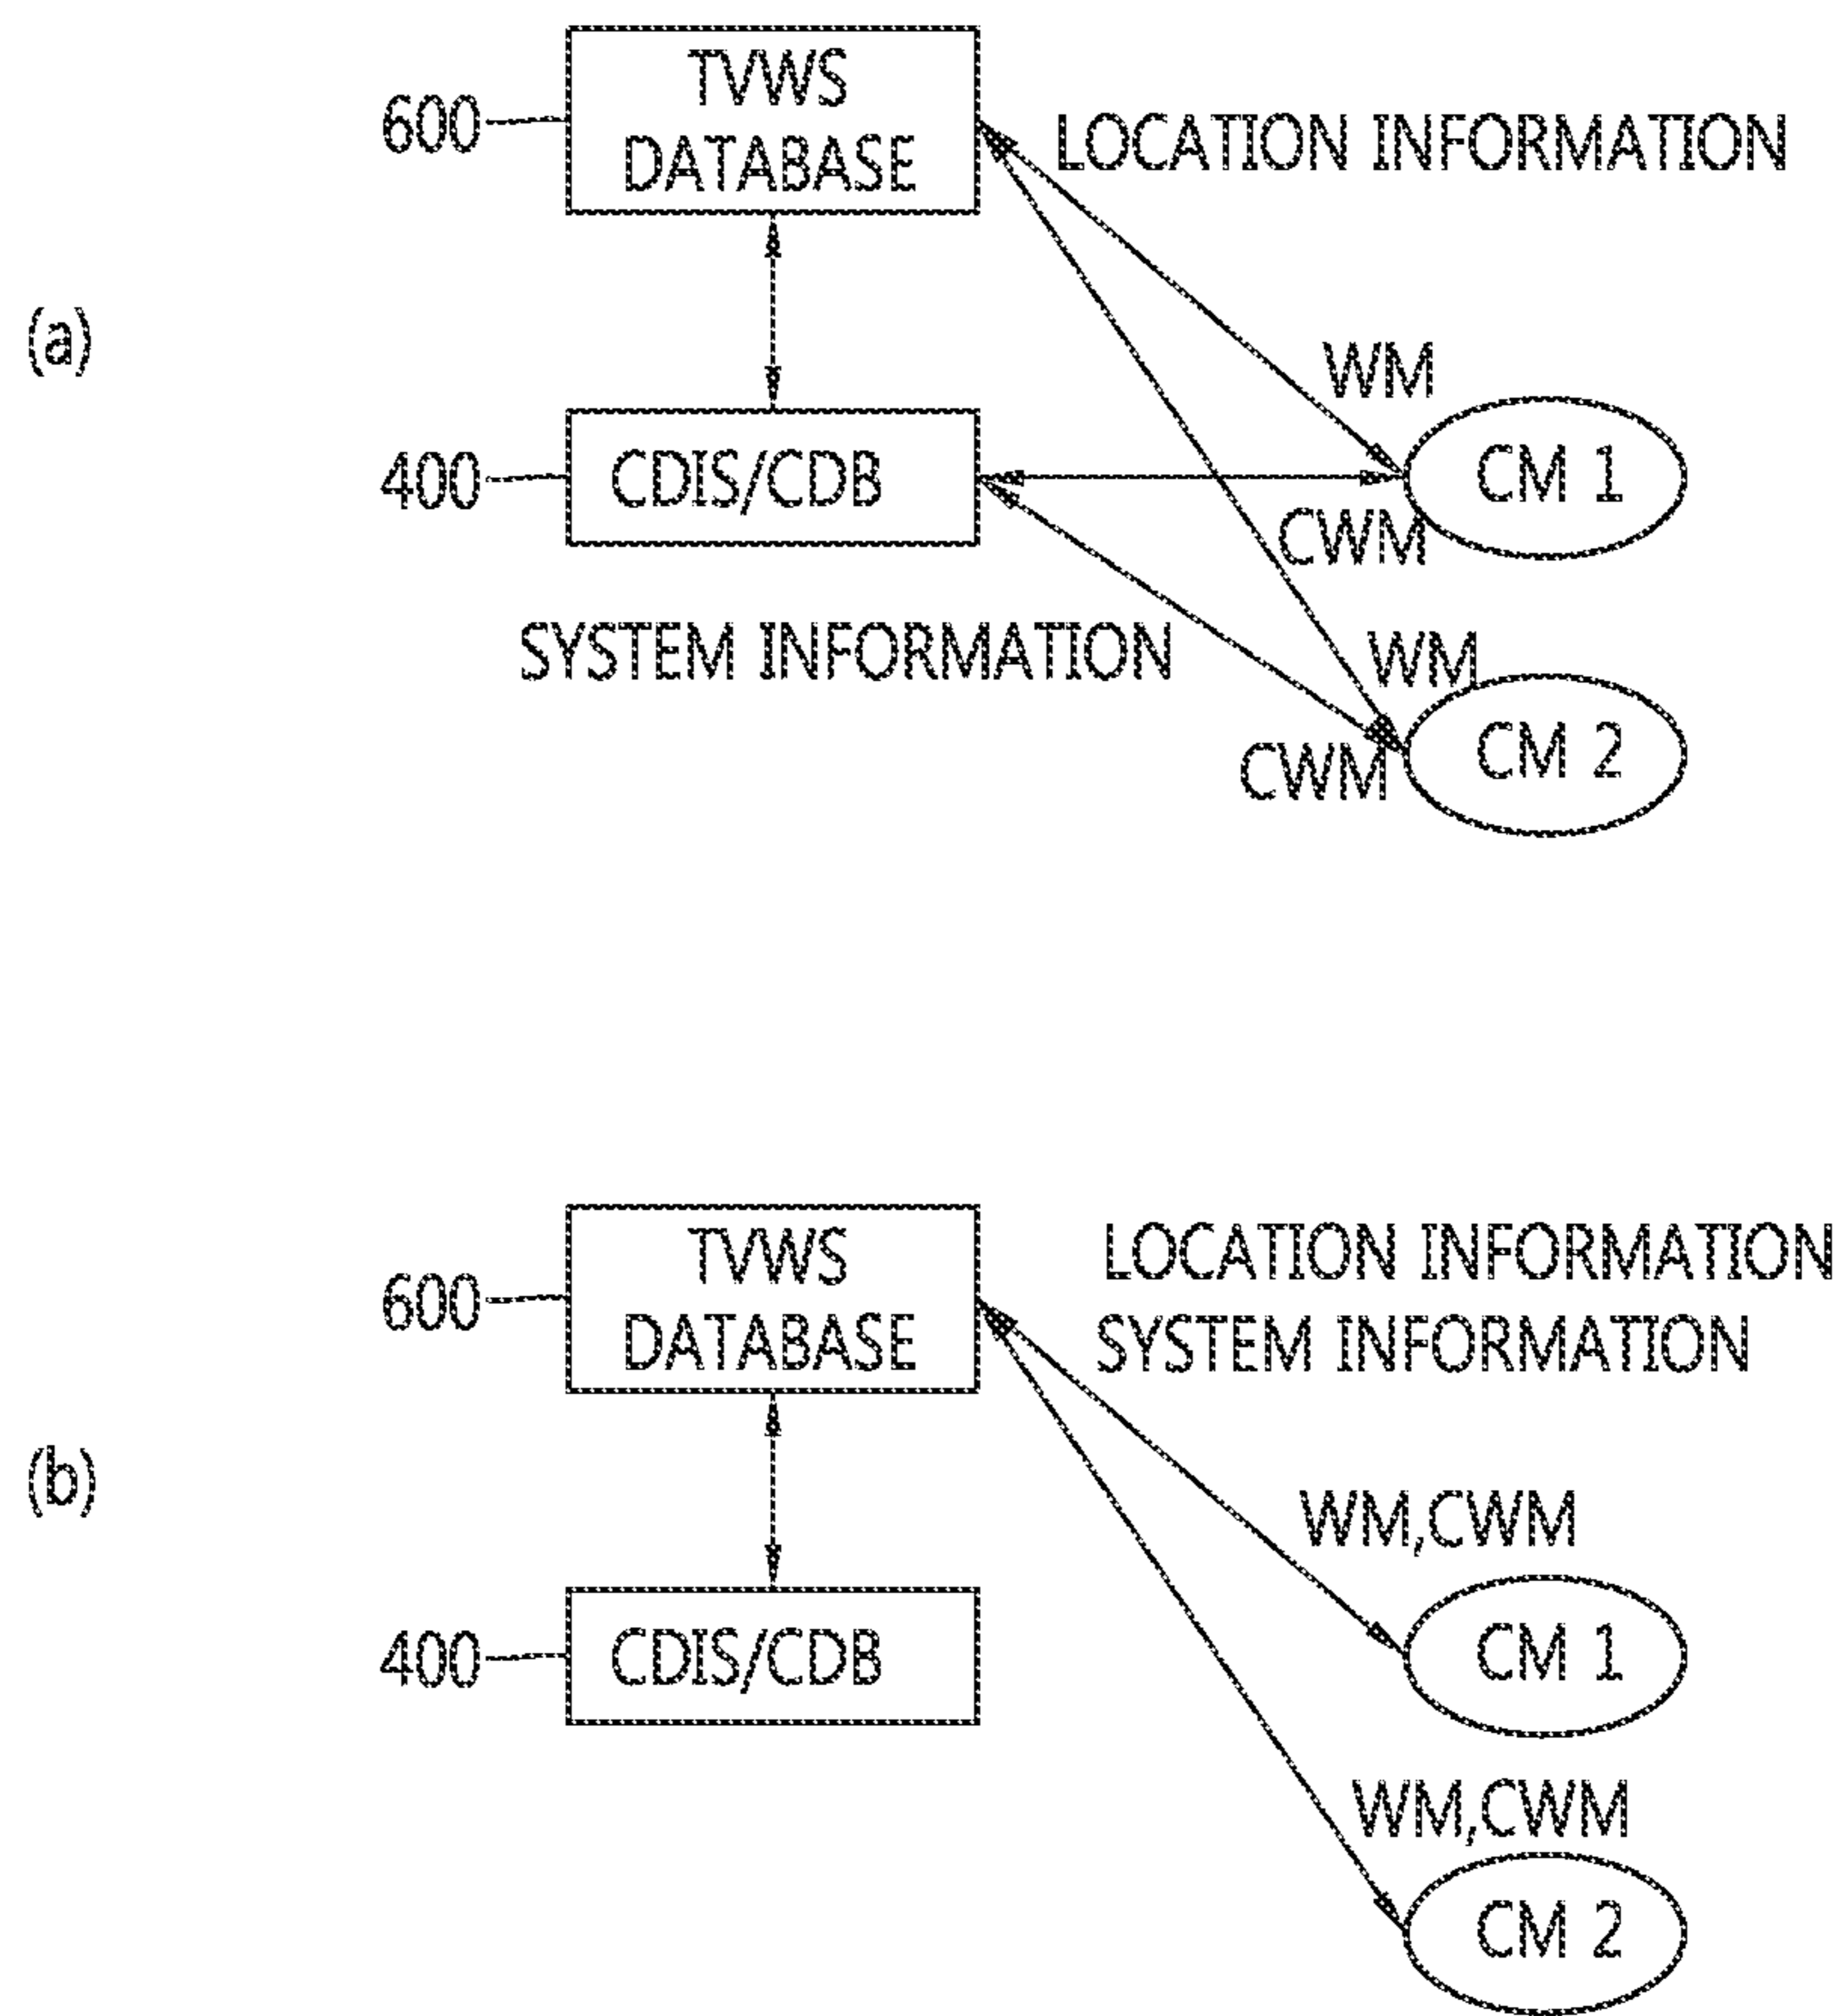 TVWS
DATABASE
600
LOCATION INFORMATION
(a)
WM
400
CDIS/CDB
CM 1
CWM
SYSTEM INFORMATION
WM
CM 2
CWM
TVWS
DATABASE
600
LOCATION INFORMATION
SYSTEM INFORMATION
(b)
WM,CWM
400
CDIS/CDB
CM 1
WM,CWM
CM 2